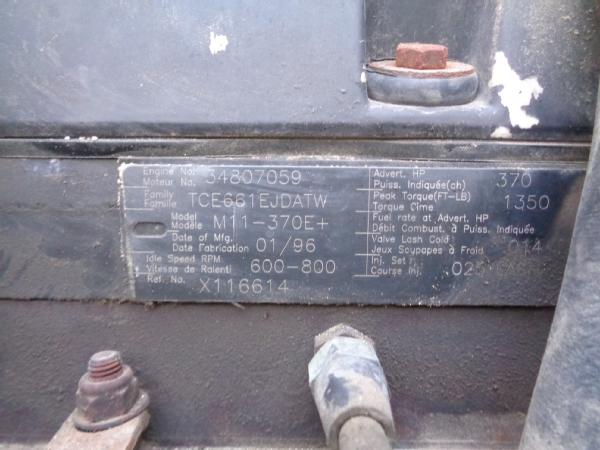 Engine No. 34807059
Moteur No.
Family TCE661EJDATW
Famille
Model M11-370E+
Modèle
Date of Mfg. 01/96
Date Fabrication
Idle Speed RPM 600-800
Vitesse de Ralenti
Ref. No. X116614
Advert. HP 370
Puiss. Indiquée(ch)
Peak Torque(FT-LB) 1350
Torque Cime
Fuel rate at Advert. HP
Débit Combust. à Puiss. Indiquée
Valve Lash Cold 014
Jeux Soupapes à Froid
Inj. Set
Course Inj.